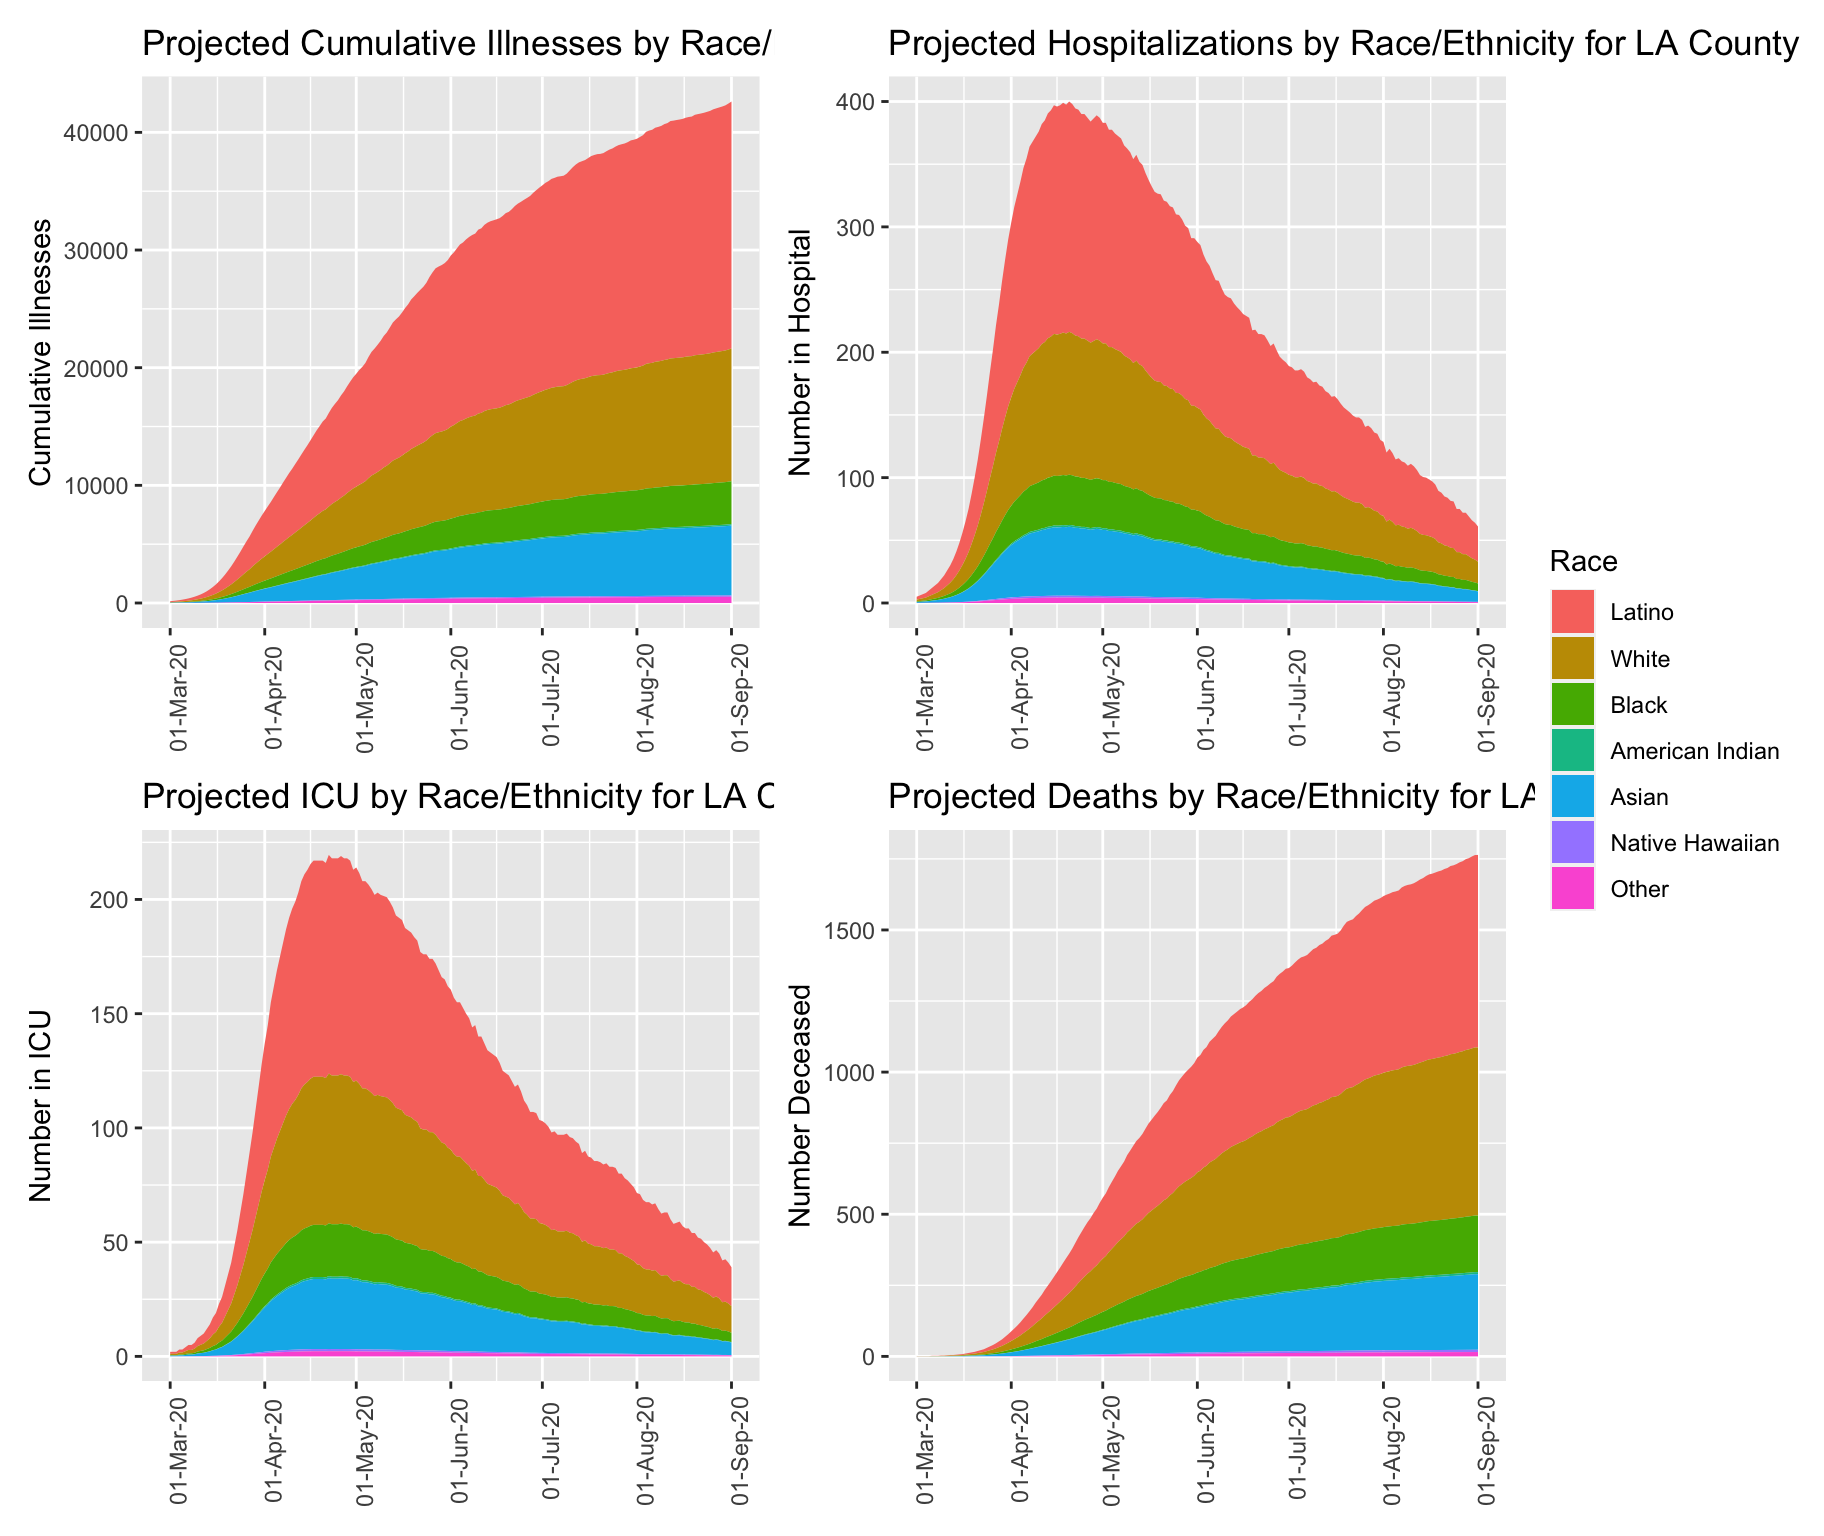 Projected Cumulative Illnesses by Race/
Cumulative Illnesses
40000
30000
20000
10000
0
01-Mar-20
01-Apr-20
01-May-20
01-Jun-20
01-Jul-20
01-Aug-20
01-Sep-20
Projected Hospitalizations by Race/Ethnicity for LA County
Number in Hospital
400
300
200
100
0
01-Mar-20
01-Apr-20
01-May-20
01-Jun-20
01-Jul-20
01-Aug-20
01-Sep-20
Projected ICU by Race/Ethnicity for LA C
Number in ICU
200
150
100
50
0
01-Mar-20
01-Apr-20
01-May-20
01-Jun-20
01-Jul-20
01-Aug-20
01-Sep-20
Projected Deaths by Race/Ethnicity for LA
Number Deceased
1500
1000
500
0
01-Mar-20
01-Apr-20
01-May-20
01-Jun-20
01-Jul-20
01-Aug-20
01-Sep-20
Race
Latino
White
Black
American Indian
Asian
Native Hawaiian
Other